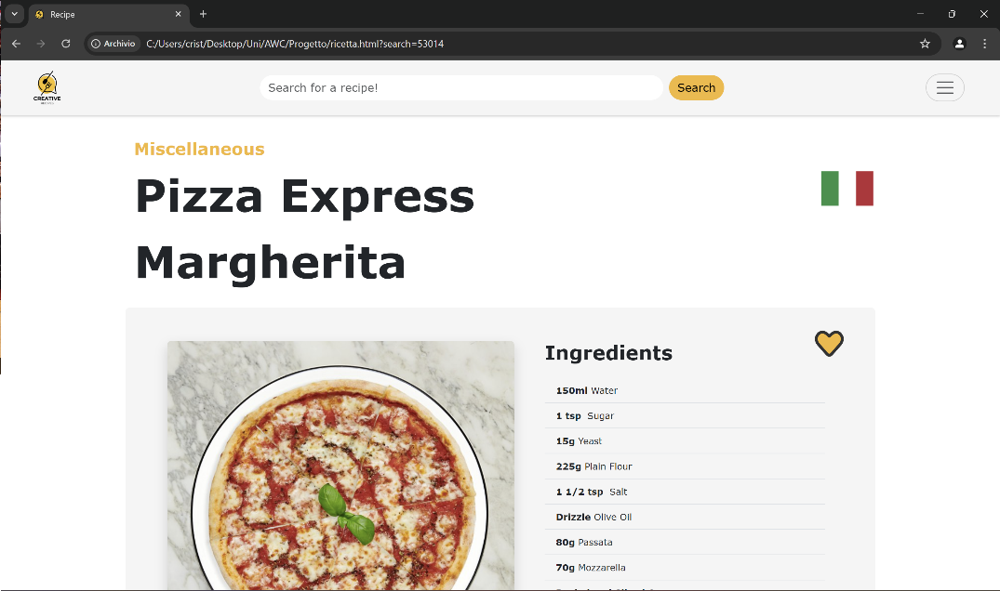 Recipe
Archivio
C:/Users/crist/Desktop/Uni/AWC/Progetto/ricetta.html?search=53014
CREATIVE
Search for a recipe!
Search
Miscellaneous
Pizza Express
Margherita
Ingredients
150ml Water
1 tsp Sugar
15g Yeast
225g Plain Flour
1 1/2 tsp Salt
Drizzle Olive Oil
80g Passata
70g Mozzarella